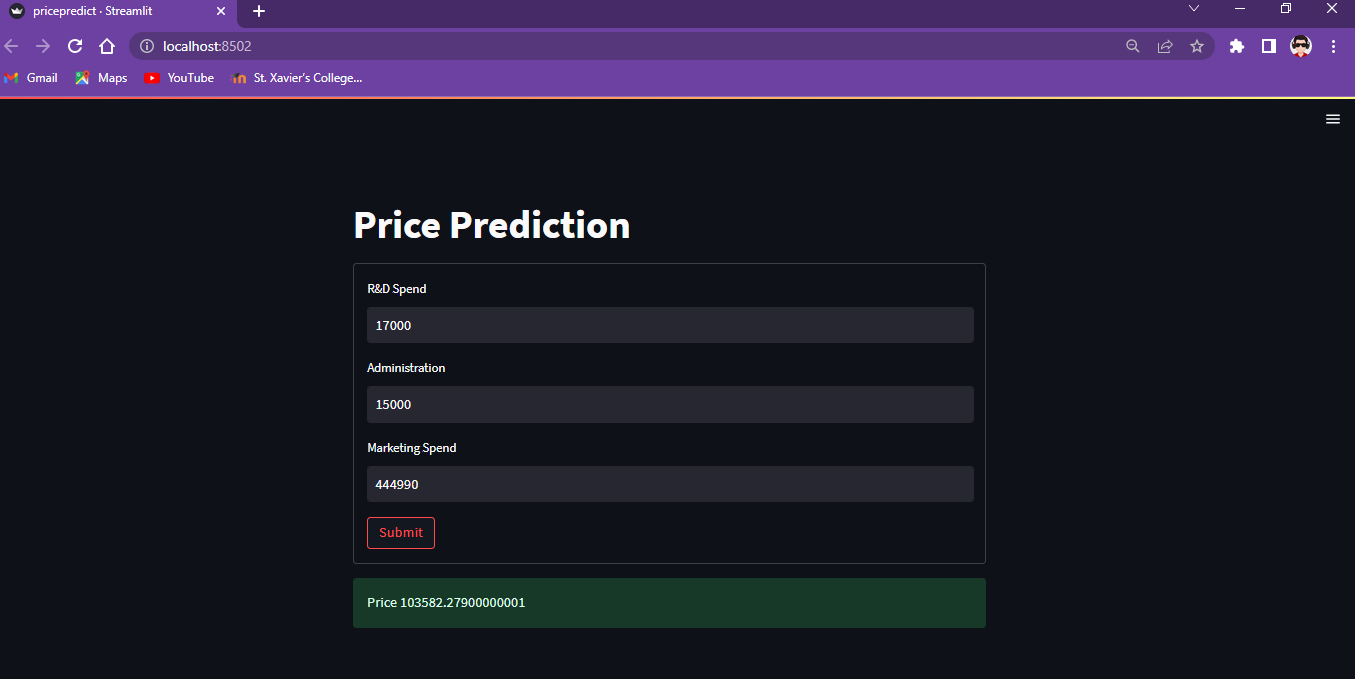 pricepredict · Streamlit
localhost:8502
Gmail Maps YouTube St. Xavier's College...
Price Prediction
R&D Spend
17000
Administration
15000
Marketing Spend
444990
Submit
Price 103582.27900000001